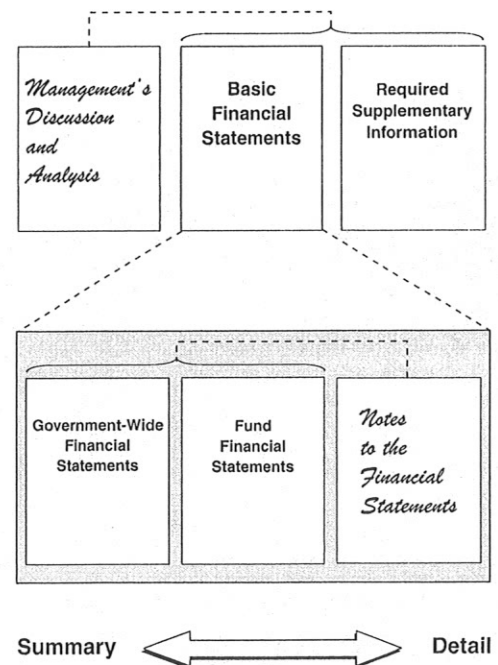 Management's
Discussion
and
Analysis
Basic
Financial
Statements
Required
Supplementary
Information
Government-Wide
Financial
Statements
Fund
Financial
Statements
Notes
to the
Financial
Statements
Summary
Detail